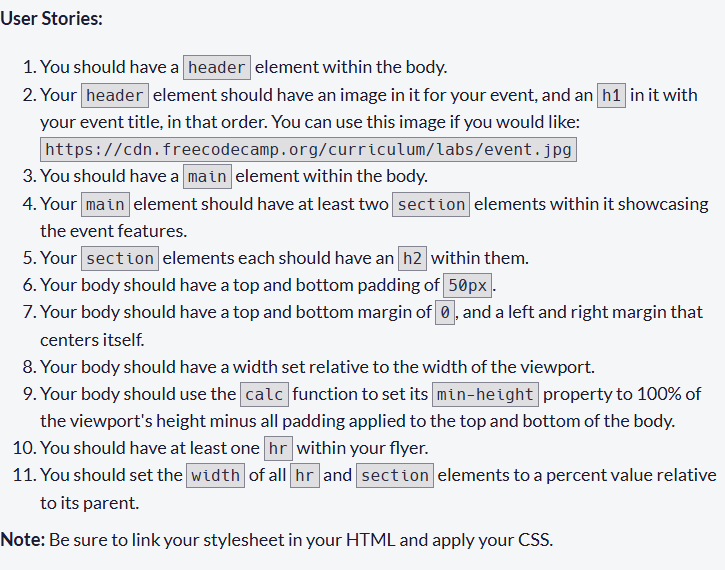 User Stories:
1. You should have a header element within the body.
2. Your header element should have an image in it for your event, and an h1 in it with
your event title, in that order. You can use this image if you would like:
https://cdn.freecodecamp.org/curriculum/labs/event.jpg
3. You should have a main element within the body.
4. Your main element should have at least two section elements within it showcasing
the event features.
5. Your section elements each should have an h2 within them.
6. Your body should have a top and bottom padding of 50px.
7. Your body should have a top and bottom margin of 0, and a left and right margin that
centers itself.
8. Your body should have a width set relative to the width of the viewport.
9. Your body should use the calc function to set its min-height property to 100% of
the viewport's height minus all padding applied to the top and bottom of the body.
10. You should have at least one hr within your flyer.
11. You should set the width of all hr and section elements to a percent value relative
to its parent.
Note: Be sure to link your stylesheet in your HTML and apply your CSS.